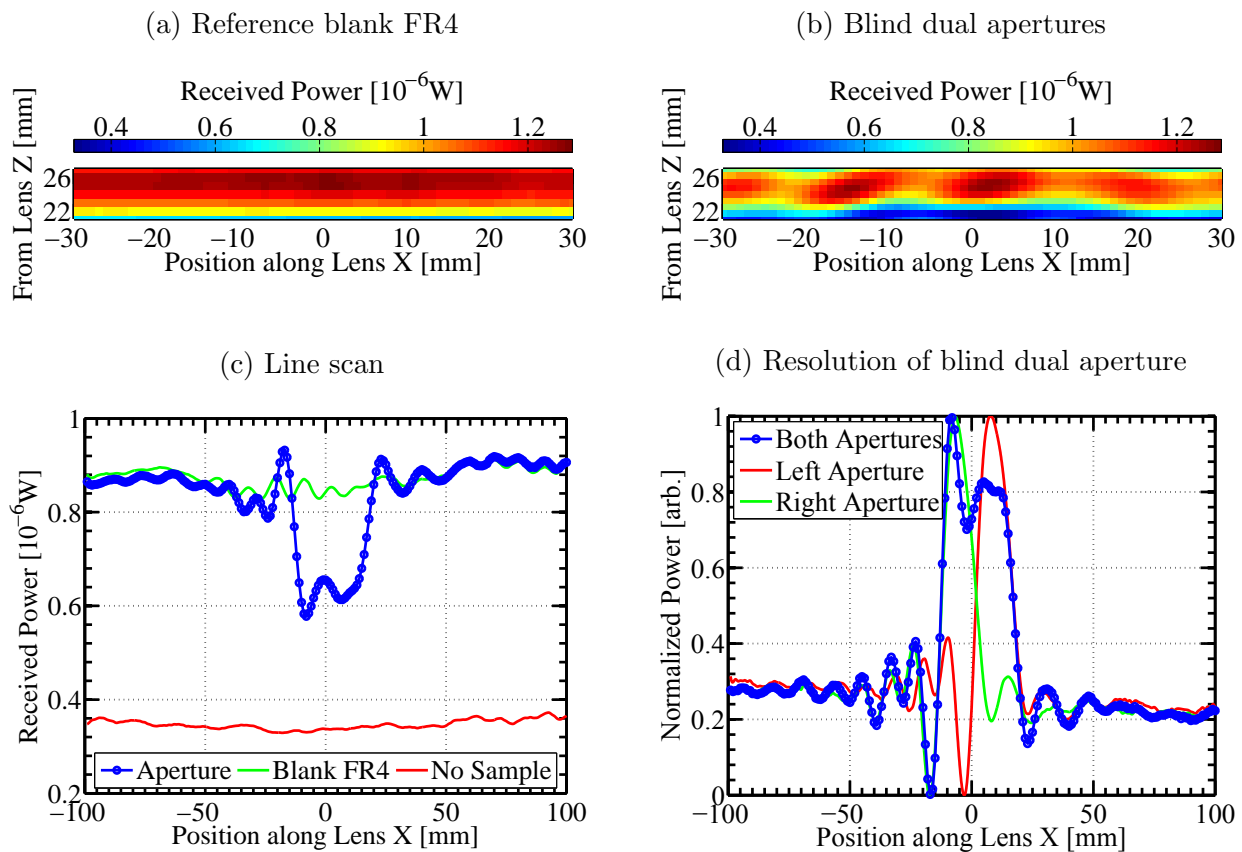 (a) Reference blank FR4
Received Power [10⁻⁶W]
0.4 0.6 0.8 1 1.2
From Lens Z [mm]
26
22
−30 −20 −10 0 10 20 30
Position along Lens X [mm]
(b) Blind dual apertures
Received Power [10⁻⁶W]
0.4 0.6 0.8 1 1.2
From Lens Z [mm]
26
22
−30 −20 −10 0 10 20 30
Position along Lens X [mm]
(c) Line scan
Received Power [10⁻⁶W]
1
0.8
0.6
0.4
0.2
Aperture Blank FR4 No Sample
−100 −50 0 50 100
Position along Lens X [mm]
(d) Resolution of blind dual aperture
Normalized Power [arb.]
1
0.8
0.6
0.4
0.2
0
Both Apertures
Left Aperture
Right Aperture
−100 −50 0 50 100
Position along Lens X [mm]